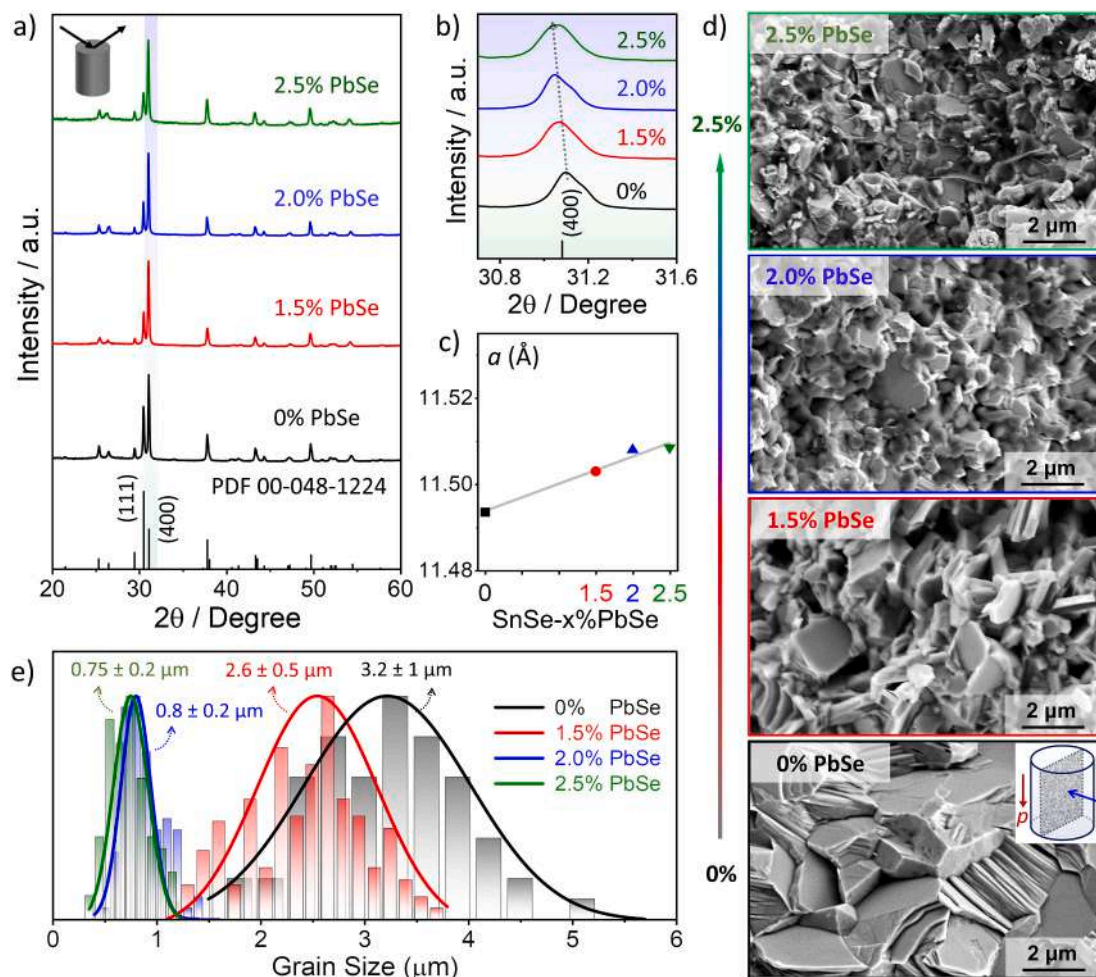 a)
2.5% PbSe
2.0% PbSe
1.5% PbSe
0% PbSe
PDF 00-048-1224
(111)
(400)
Intensity / a.u.
20 30 40 50 60
2θ / Degree
b)
2.5%
2.0%
1.5%
0%
(400)
Intensity / a.u.
30.8 31.2 31.6
2θ / Degree
c)
a (Å)
11.52
11.50
11.48
0 1.5 2 2.5
SnSe-x%PbSe
d)
2.5%
0%
2.5% PbSe
2 µm
2.0% PbSe
2 µm
1.5% PbSe
2 µm
0% PbSe
p
2 µm
e)
0.75 ± 0.2 µm
0.8 ± 0.2 µm
2.6 ± 0.5 µm
3.2 ± 1 µm
0% PbSe
1.5% PbSe
2.0% PbSe
2.5% PbSe
0 1 2 3 4 5 6
Grain Size (µm)